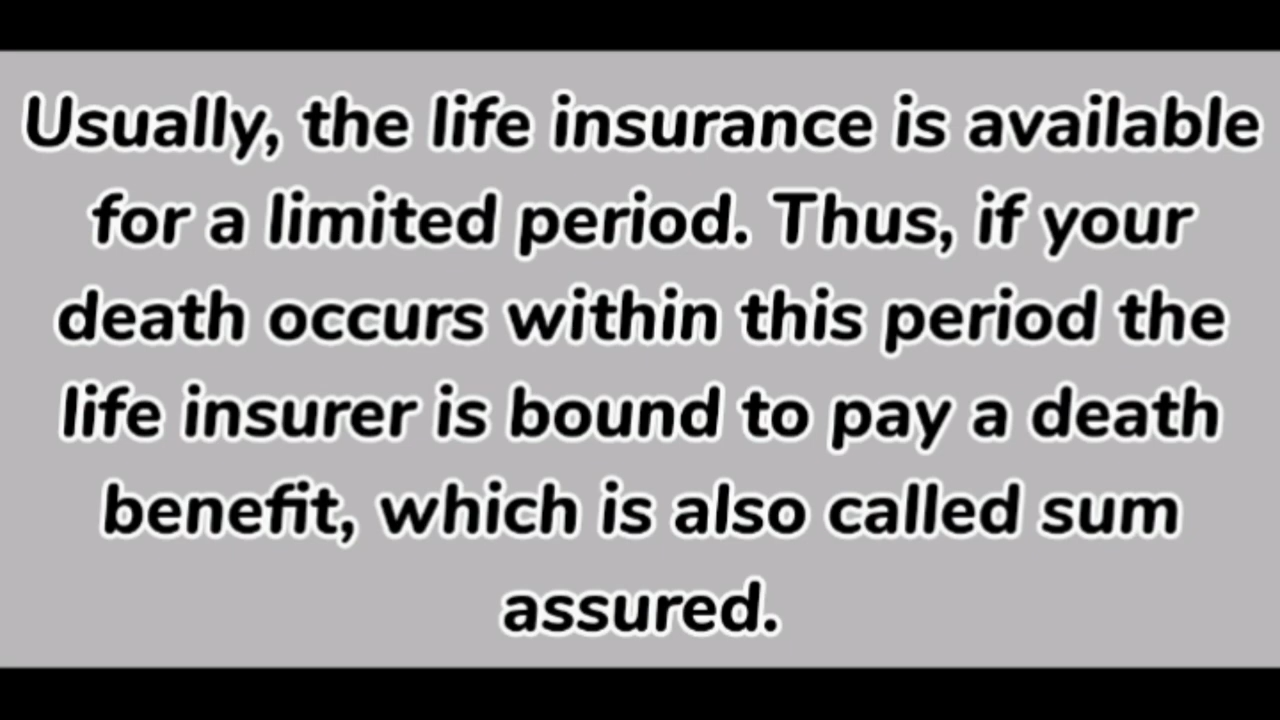 Usually, the life insurance is available
for a limited period. Thus, if your
death occurs within this period the
life insurer is bound to pay a death
benefit, which is also called sum
assured.